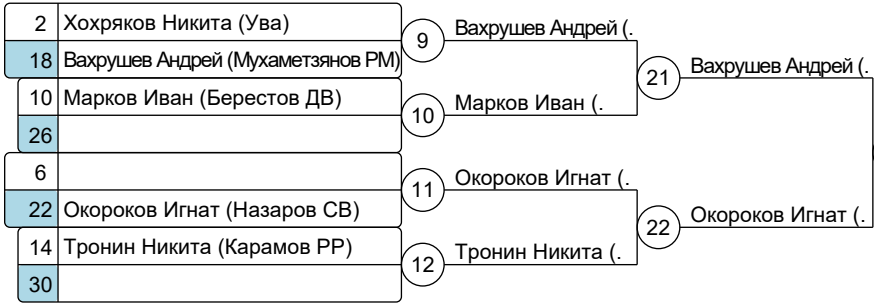 2 Хохряков Никита (Ува)
18 Вахрушев Андрей (Мухаметзянов РМ)
9 Вахрушев Андрей (.
10 Марков Иван (Берестов ДВ)
26
10 Марков Иван (.
21 Вахрушев Андрей (.
6
22 Окороков Игнат (Назаров СВ)
11 Окороков Игнат (.
14 Тронин Никита (Карамов РР)
30
12 Тронин Никита (.
22 Окороков Игнат (.